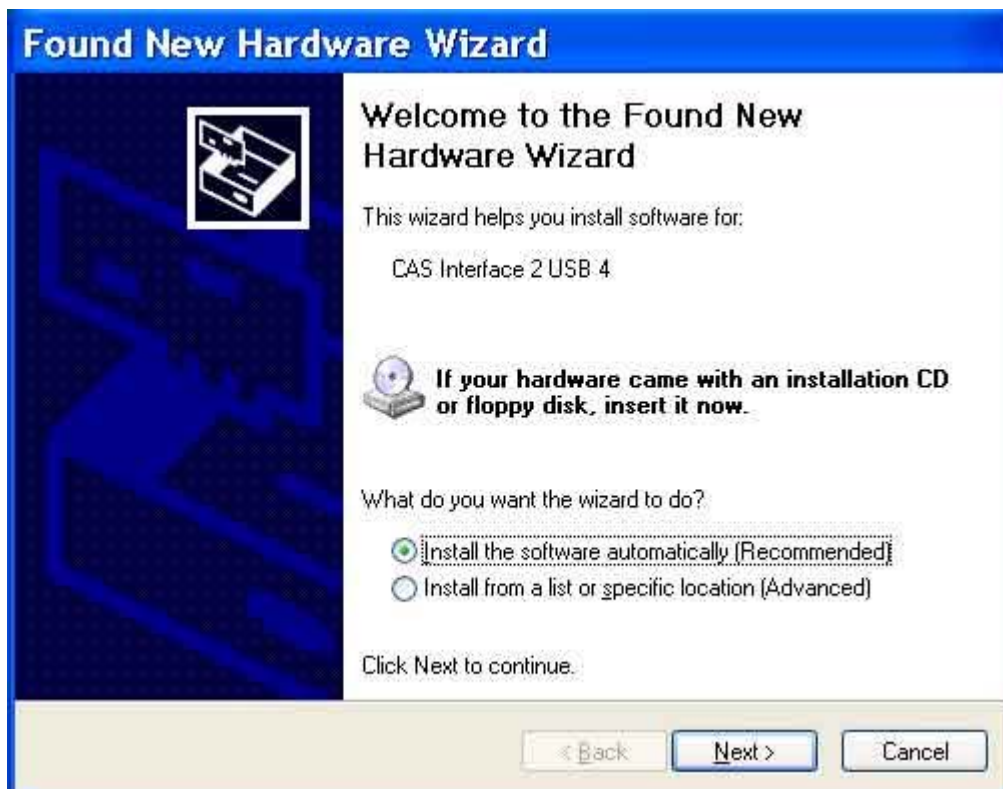 Found New Hardware Wizard
Welcome to the Found New
Hardware Wizard
This wizard helps you install software for:
CAS Interface 2 USB 4
If your hardware came with an installation CD
or floppy disk, insert it now.
What do you want the wizard to do?
Install the software automatically (Recommended)
Install from a list or specific location (Advanced)
Click Next to continue.
< Back Next > Cancel